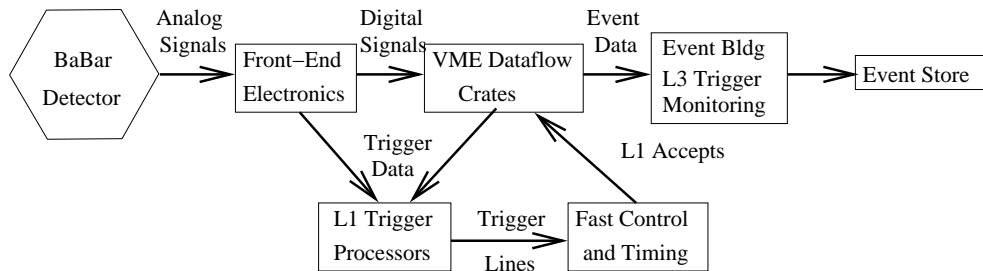 BaBar
Detector
Analog
Signals
Front−End
Electronics
Digital
Signals
VME Dataflow
Crates
Event
Data
Event Bldg
L3 Trigger
Monitoring
Event Store
Trigger
Data
L1 Accepts
L1 Trigger
Processors
Trigger
Lines
Fast Control
and Timing